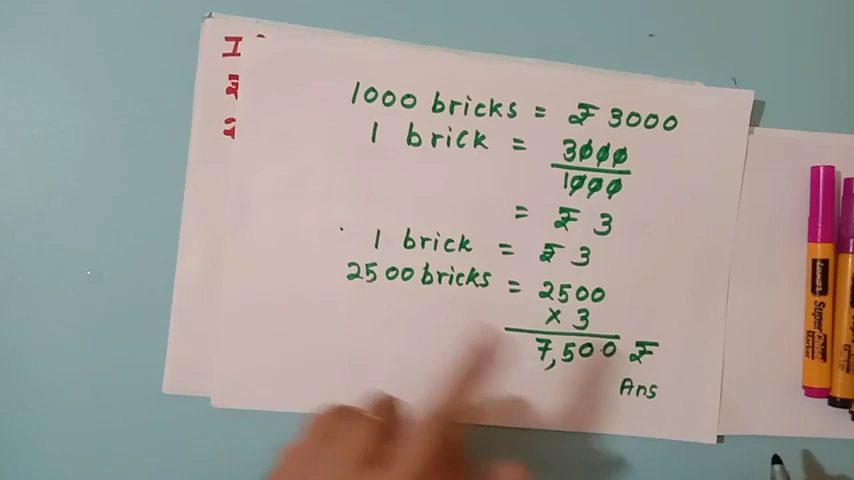 1000 bricks = ₹ 3000
1 brick = 3000
1000
= ₹ 3
1 brick = ₹ 3
2500 bricks = 2500
× 3
7,500 ₹
Ans